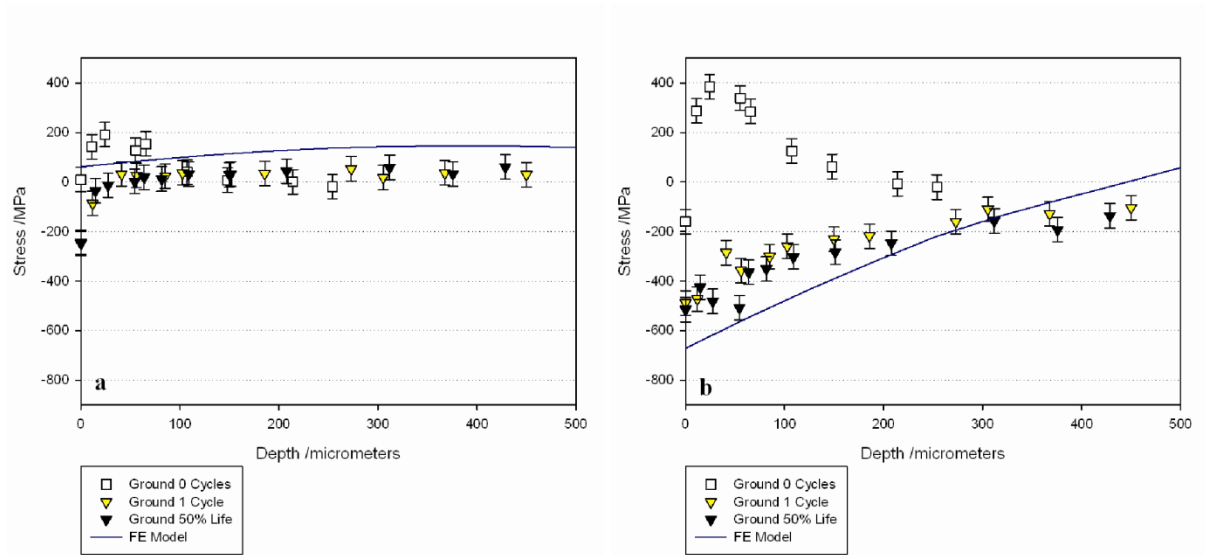 400
200
0
-200
-400
-600
-800
Stress /MPa
a
0 100 200 300 400 500
Depth /micrometers
Ground 0 Cycles
Ground 1 Cycle
Ground 50% Life
FE Model
400
200
0
-200
-400
-600
-800
Stress /MPa
b
0 100 200 300 400 500
Depth /micrometers
Ground 0 Cycles
Ground 1 Cycle
Ground 50% Life
FE Model